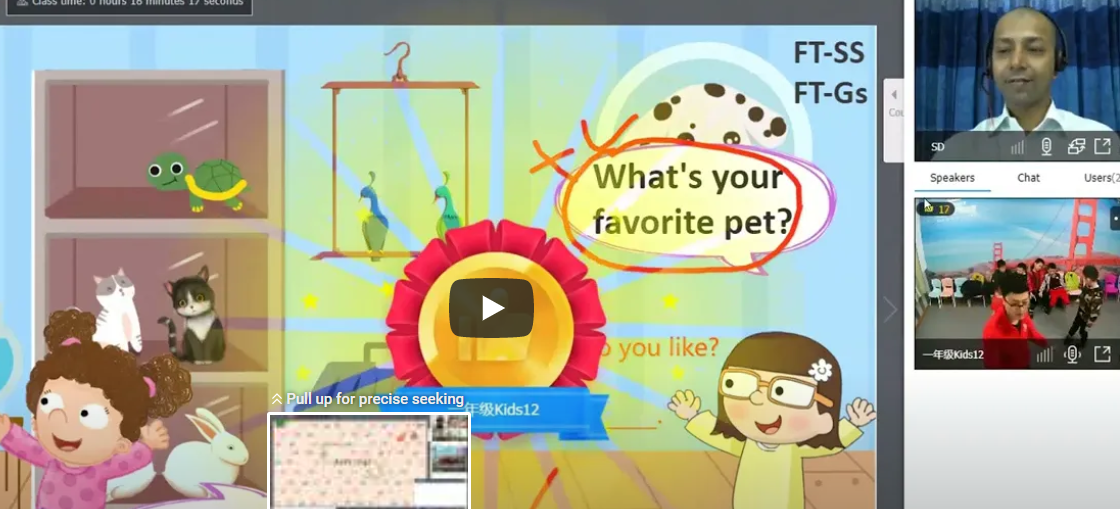 Class time: 0 hours 18 minutes 17 seconds
FT-SS
FT-Gs
What's your
favorite pet?
you like?
年级Kids12
Pull up for precise seeking
SD
Speakers
Chat
Users(2
17
一年级Kids12